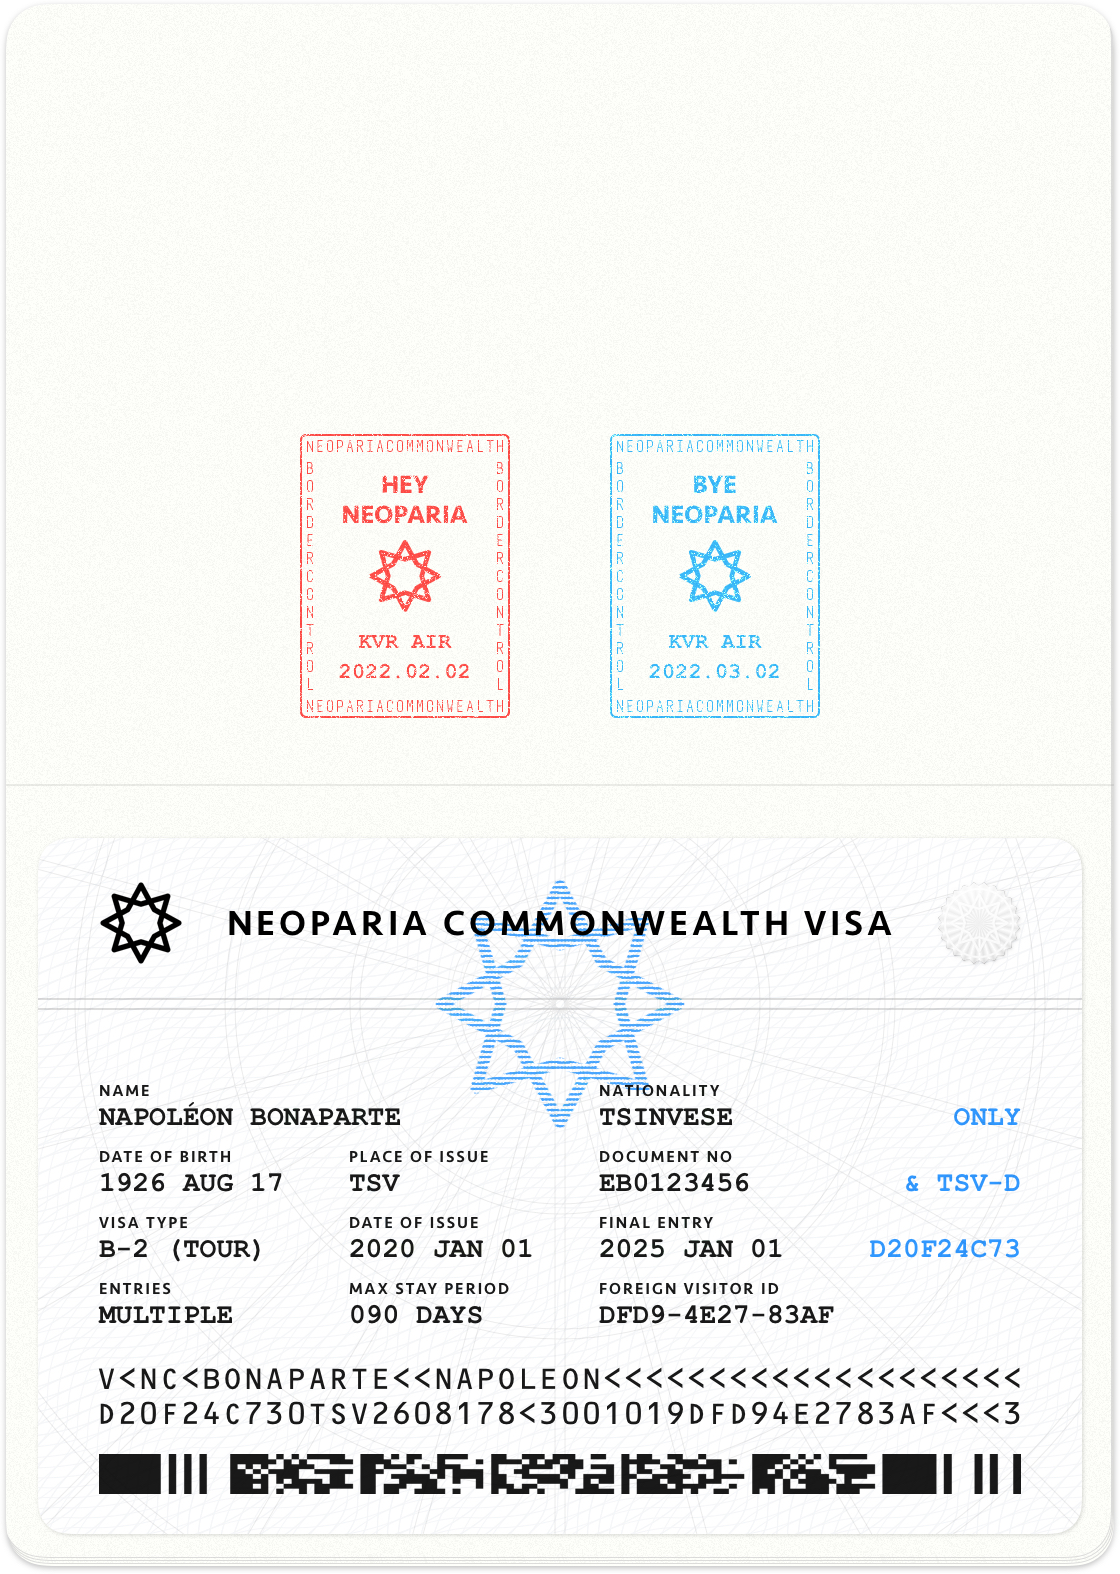 NEOPARIACOMMONWEALTH
BORDERCONTROL
HEY
NEOPARIA
KVR AIR
2022.02.02
BORDERCONTROL
NEOPARIACOMMONWEALTH
NEOPARIACOMMONWEALTH
BORDERCONTROL
BYE
NEOPARIA
KVR AIR
2022.03.02
BORDERCONTROL
NEOPARIACOMMONWEALTH
NEOPARIA COMMONWEALTH VISA
NAME NATIONALITY
NAPOLÉON BONAPARTE TSINVESE ONLY
DATE OF BIRTH PLACE OF ISSUE DOCUMENT NO
1926 AUG 17 TSV EB0123456 & TSV-D
VISA TYPE DATE OF ISSUE FINAL ENTRY
B-2 (TOUR) 2020 JAN 01 2025 JAN 01 D20F24C73
ENTRIES MAX STAY PERIOD FOREIGN VISITOR ID
MULTIPLE 090 DAYS DFD9-4E27-83AF
V<NC<BONAPARTE<<NAPOLEON<<<<<<<<<<<<<<<<<<<<
D20F24C730TSV2608178<3001019DFD94E2783AF<<<3